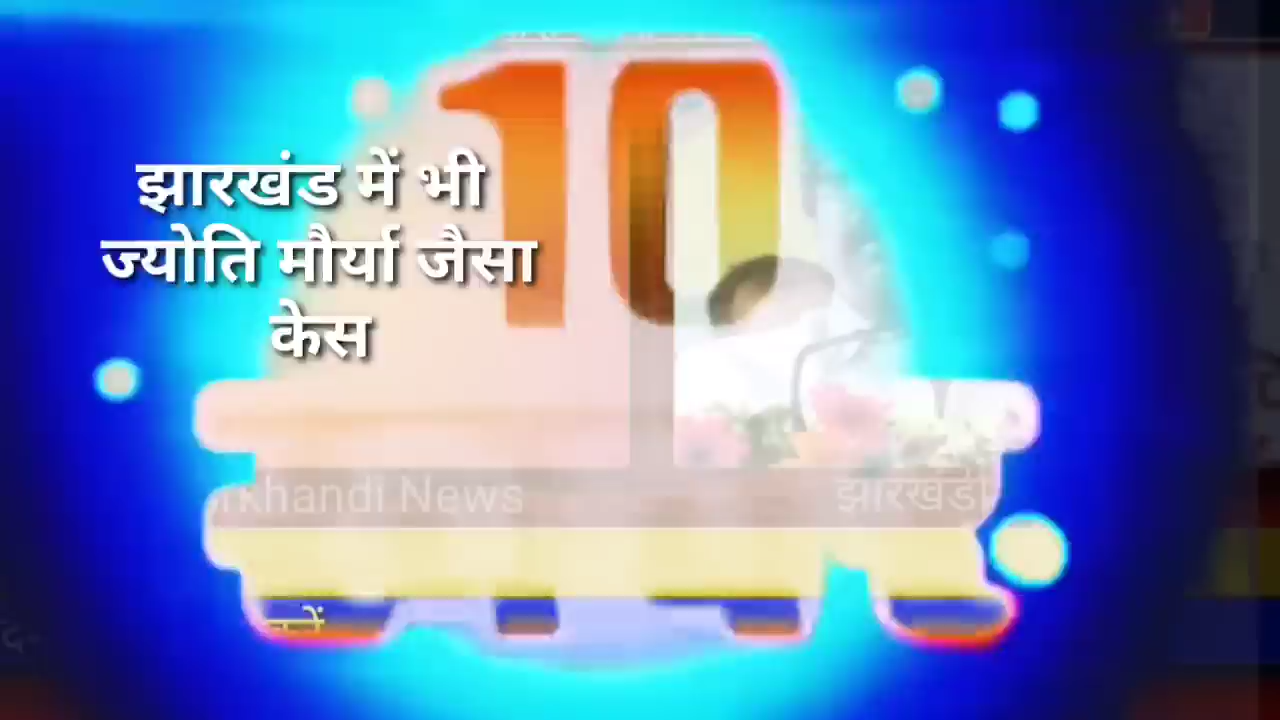 10
झारखंड में भी
ज्योति मौर्या जैसा
केस
rkhandi News
झारखंडी